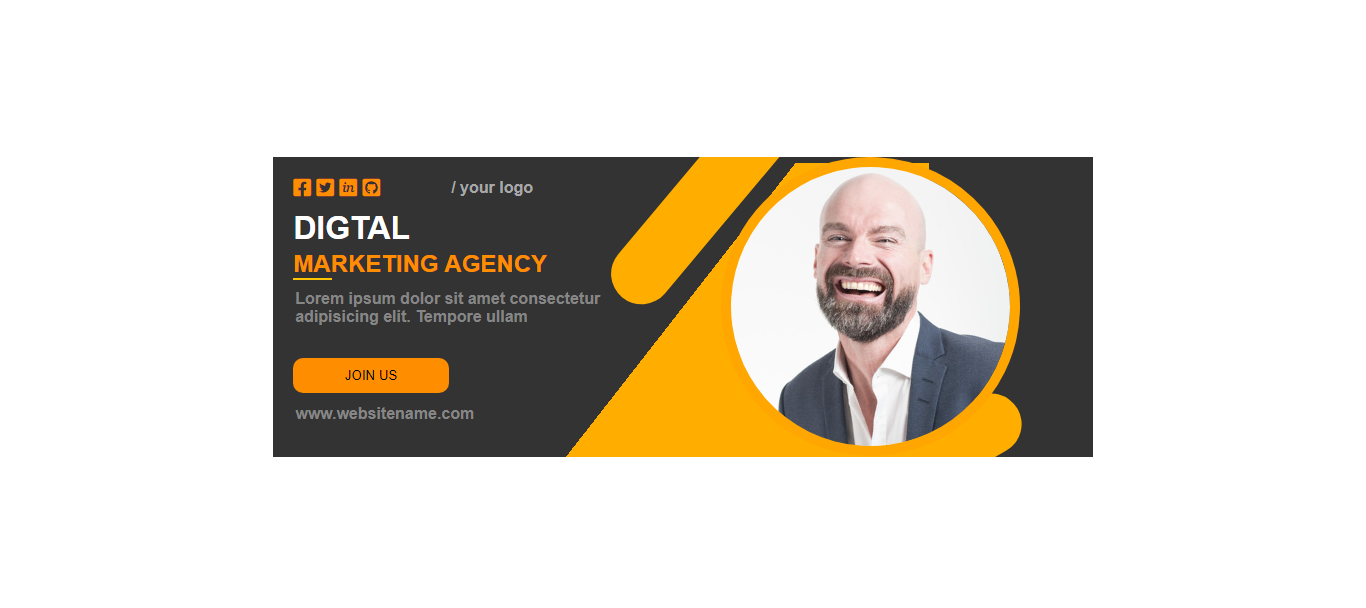 / your logo
DIGTAL
MARKETING AGENCY
Lorem ipsum dolor sit amet consectetur
adipisicing elit. Tempore ullam
JOIN US
www.websitename.com